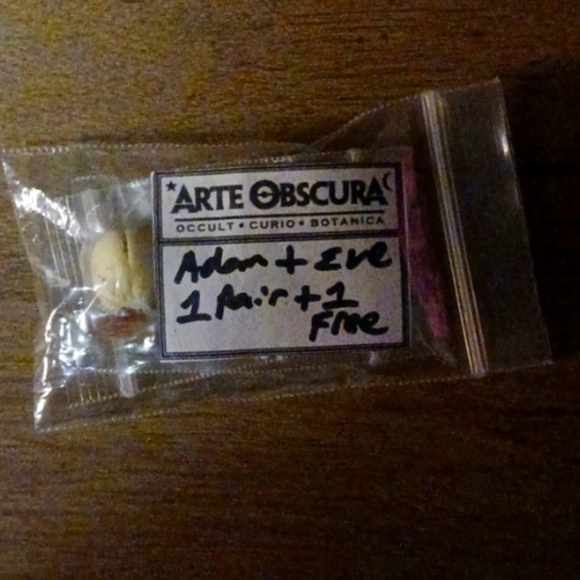 ARTE OBSCURA
OCCULT • CURIO • BOTANICA
Adam + Eve
1 Pair + 1
Free